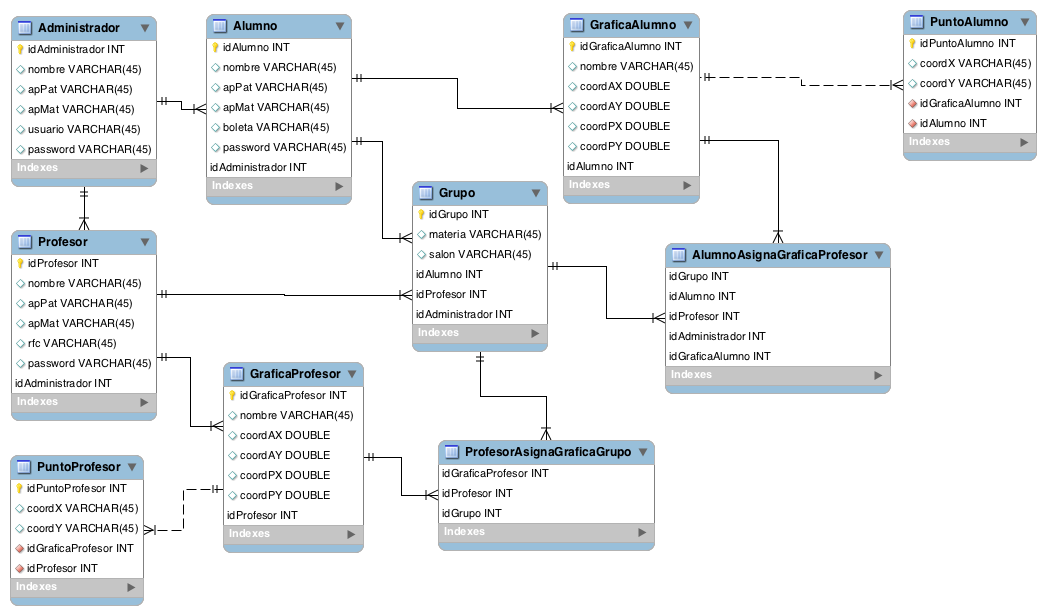 Administrador
idAdministrador INT
nombre VARCHAR(45)
apPat VARCHAR(45)
apMat VARCHAR(45)
usuario VARCHAR(45)
password VARCHAR(45)
Indexes
Alumno
idAlumno INT
nombre VARCHAR(45)
apPat VARCHAR(45)
apMat VARCHAR(45)
boleta VARCHAR(45)
password VARCHAR(45)
idAdministrador INT
Indexes
GraficaAlumno
idGraficaAlumno INT
nombre VARCHAR(45)
coordAX DOUBLE
coordAY DOUBLE
coordPX DOUBLE
coordPY DOUBLE
idAlumno INT
Indexes
PuntoAlumno
idPuntoAlumno INT
coordX VARCHAR(45)
coordY VARCHAR(45)
idGraficaAlumno INT
idAlumno INT
Indexes
Profesor
idProfesor INT
nombre VARCHAR(45)
apPat VARCHAR(45)
apMat VARCHAR(45)
rfc VARCHAR(45)
password VARCHAR(45)
idAdministrador INT
Indexes
Grupo
idGrupo INT
materia VARCHAR(45)
salon VARCHAR(45)
idAlumno INT
idProfesor INT
idAdministrador INT
Indexes
AlumnoAsignaGraficaProfesor
idGrupo INT
idAlumno INT
idProfesor INT
idAdministrador INT
idGraficaAlumno INT
Indexes
GraficaProfesor
idGraficaProfesor INT
nombre VARCHAR(45)
coordAX DOUBLE
coordAY DOUBLE
coordPX DOUBLE
coordPY DOUBLE
idProfesor INT
Indexes
ProfesorAsignaGraficaGrupo
idGraficaProfesor INT
idProfesor INT
idGrupo INT
Indexes
PuntoProfesor
idPuntoProfesor INT
coordX VARCHAR(45)
coordY VARCHAR(45)
idGraficaProfesor INT
idProfesor INT
Indexes